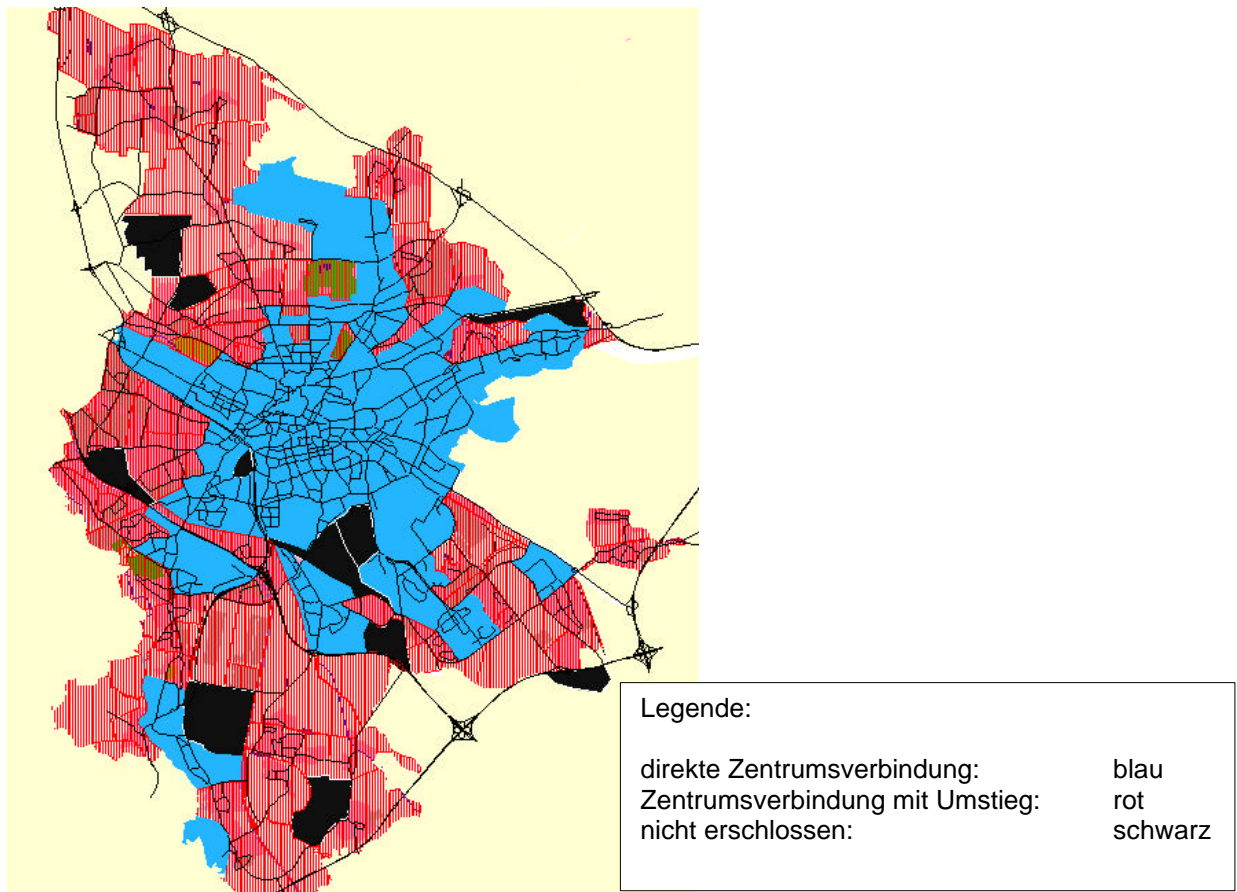 Legende:
direkte Zentrumsverbindung: blau
Zentrumsverbindung mit Umstieg: rot
nicht erschlossen: schwarz